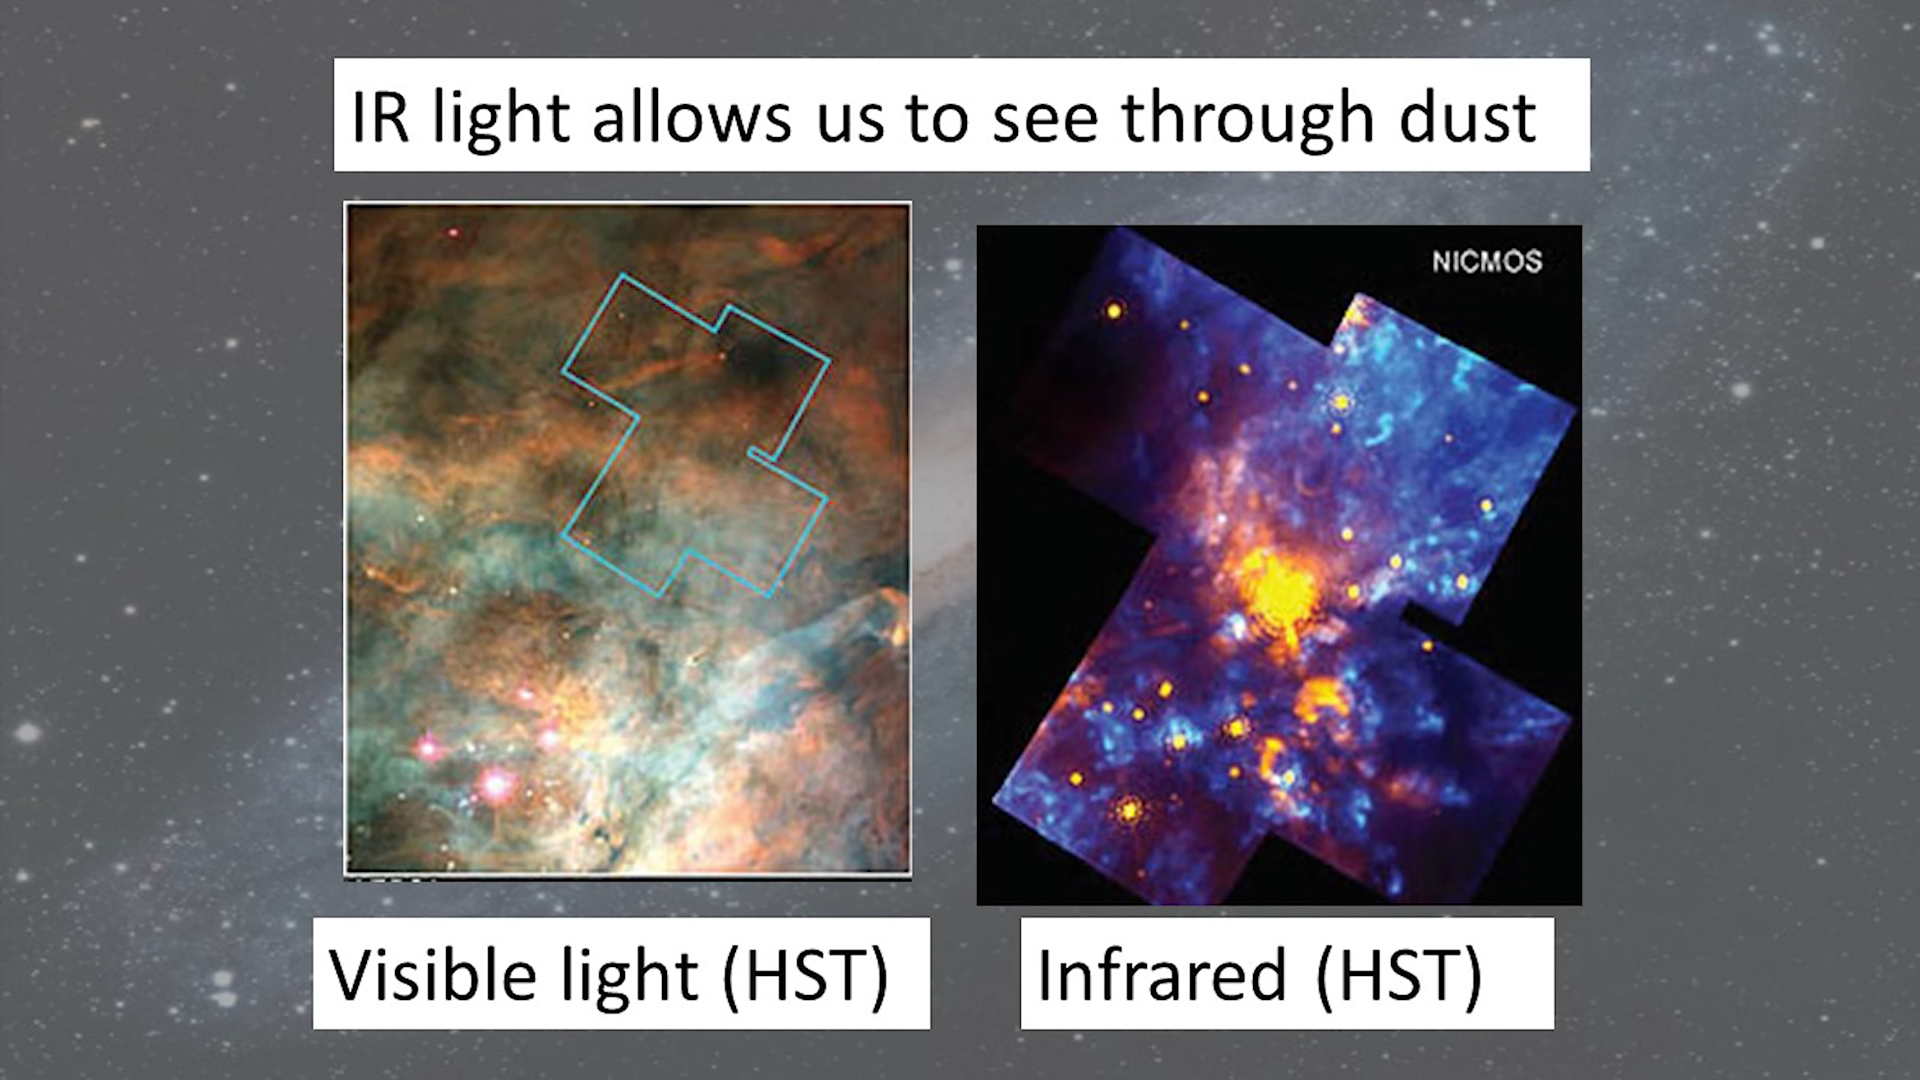 IR light allows us to see through dust
NICMOS
Visible light (HST)
Infrared (HST)